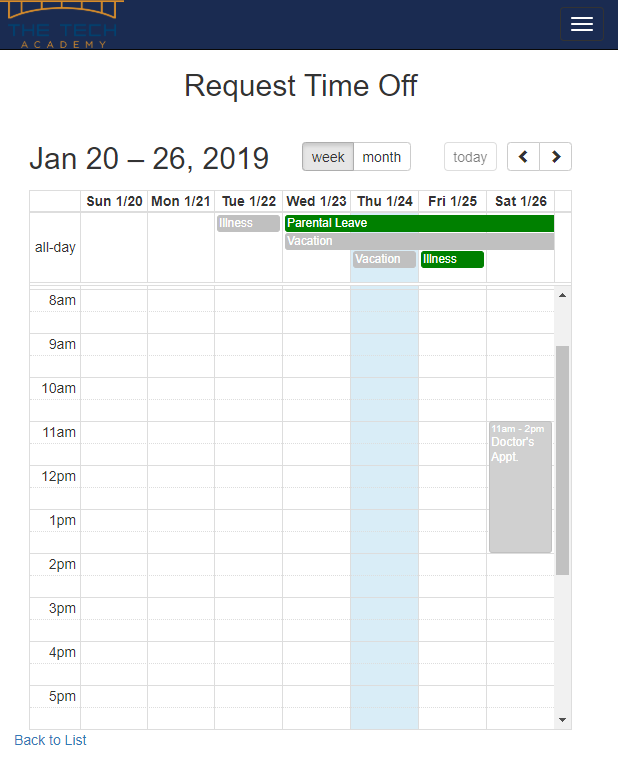 THE TECH
ACADEMY
Request Time Off
Jan 20 – 26, 2019 week month today
Sun 1/20 Mon 1/21 Tue 1/22 Wed 1/23 Thu 1/24 Fri 1/25 Sat 1/26
Illness Parental Leave
all-day Vacation
Vacation Illness
8am
9am
10am
11am 11am - 2pm
Doctor's
Appt.
12pm
1pm
2pm
3pm
4pm
5pm
Back to List